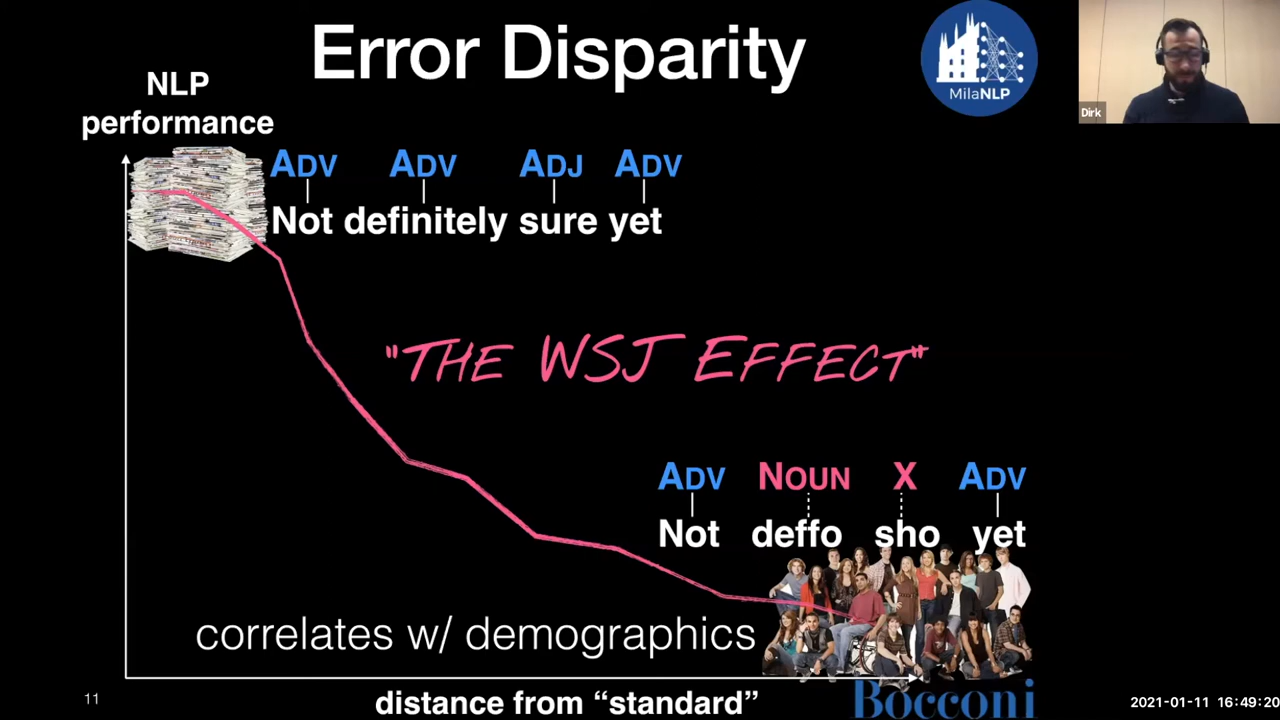 Error Disparity
MilaNLP
Dirk
NLP
performance
ADV ADV ADJ ADV
Not definitely sure yet
"THE WSJ EFFECT"
ADV NOUN X ADV
Not deffo sho yet
correlates w/ demographics
11
distance from “standard”
Bocconi
2021-01-11 16:49:20